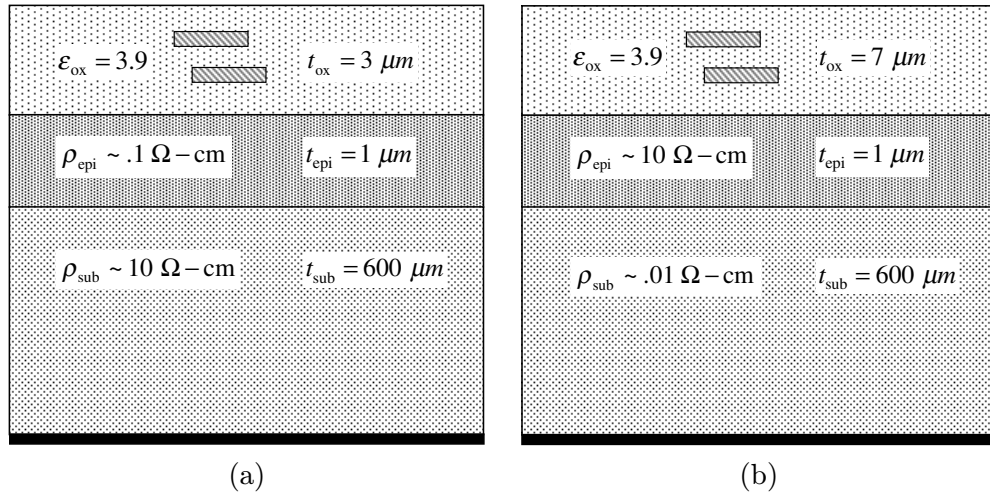 ε_ox = 3.9 t_ox = 3 μm
ρ_epi ~ .1 Ω−cm t_epi = 1 μm
ρ_sub ~ 10 Ω−cm t_sub = 600 μm
(a)
ε_ox = 3.9 t_ox = 7 μm
ρ_epi ~ 10 Ω−cm t_epi = 1 μm
ρ_sub ~ .01 Ω−cm t_sub = 600 μm
(b)